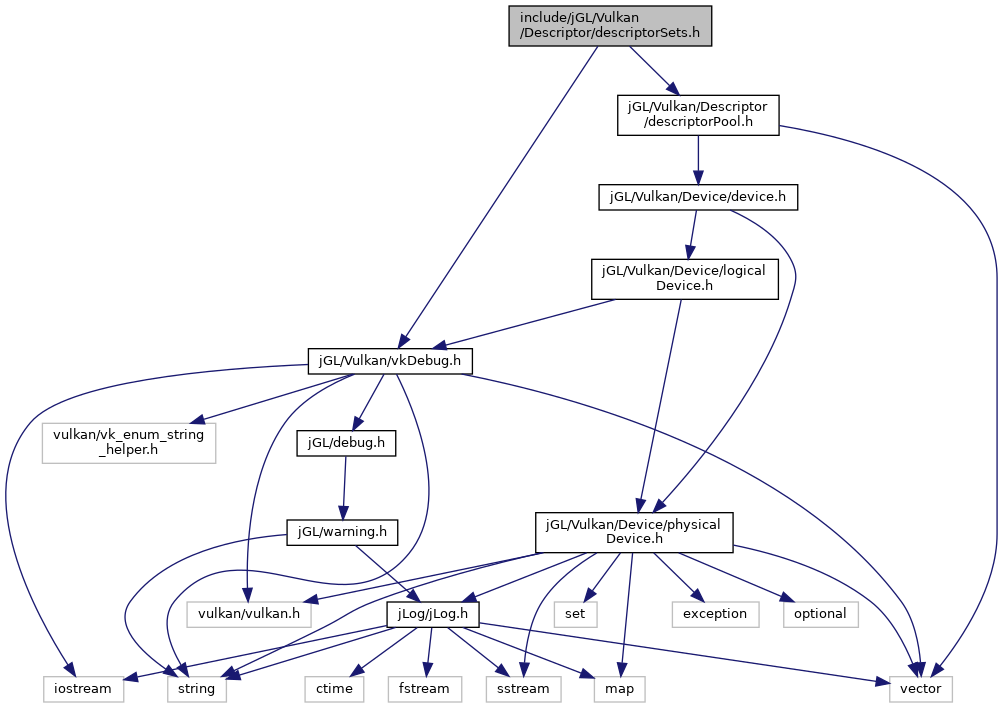 include/jGL/Vulkan
/Descriptor/descriptorSets.h
jGL/Vulkan/Descriptor
/descriptorPool.h
jGL/Vulkan/Device/device.h
jGL/Vulkan/Device/logical
Device.h
jGL/Vulkan/vkDebug.h
vulkan/vk_enum_string
_helper.h
jGL/debug.h
jGL/warning.h
jGL/Vulkan/Device/physical
Device.h
vulkan/vulkan.h
jLog/jLog.h
set
exception
optional
iostream
string
ctime
fstream
sstream
map
vector